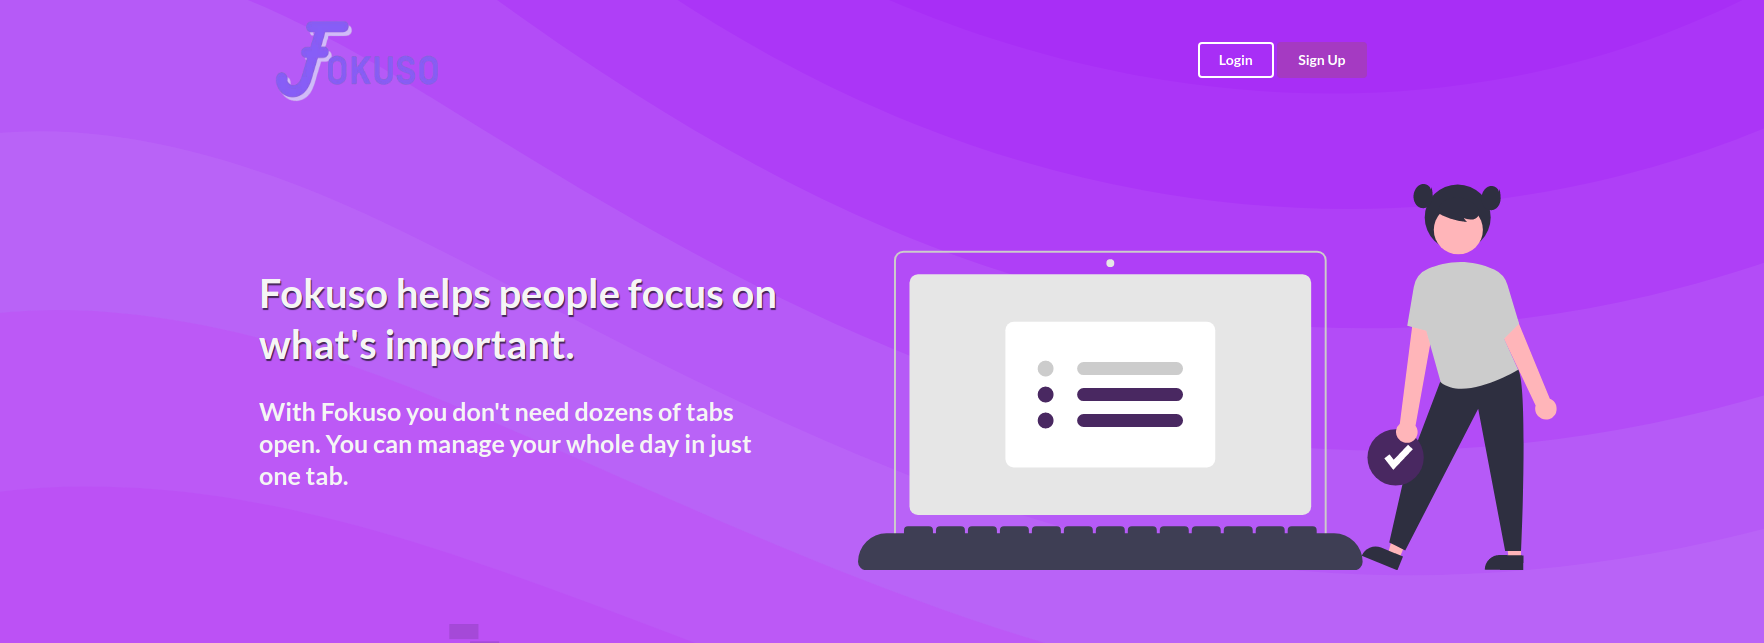 FOKUSO
Login
Sign Up
Fokuso helps people focus on
what's important.
With Fokuso you don't need dozens of tabs
open. You can manage your whole day in just
one tab.